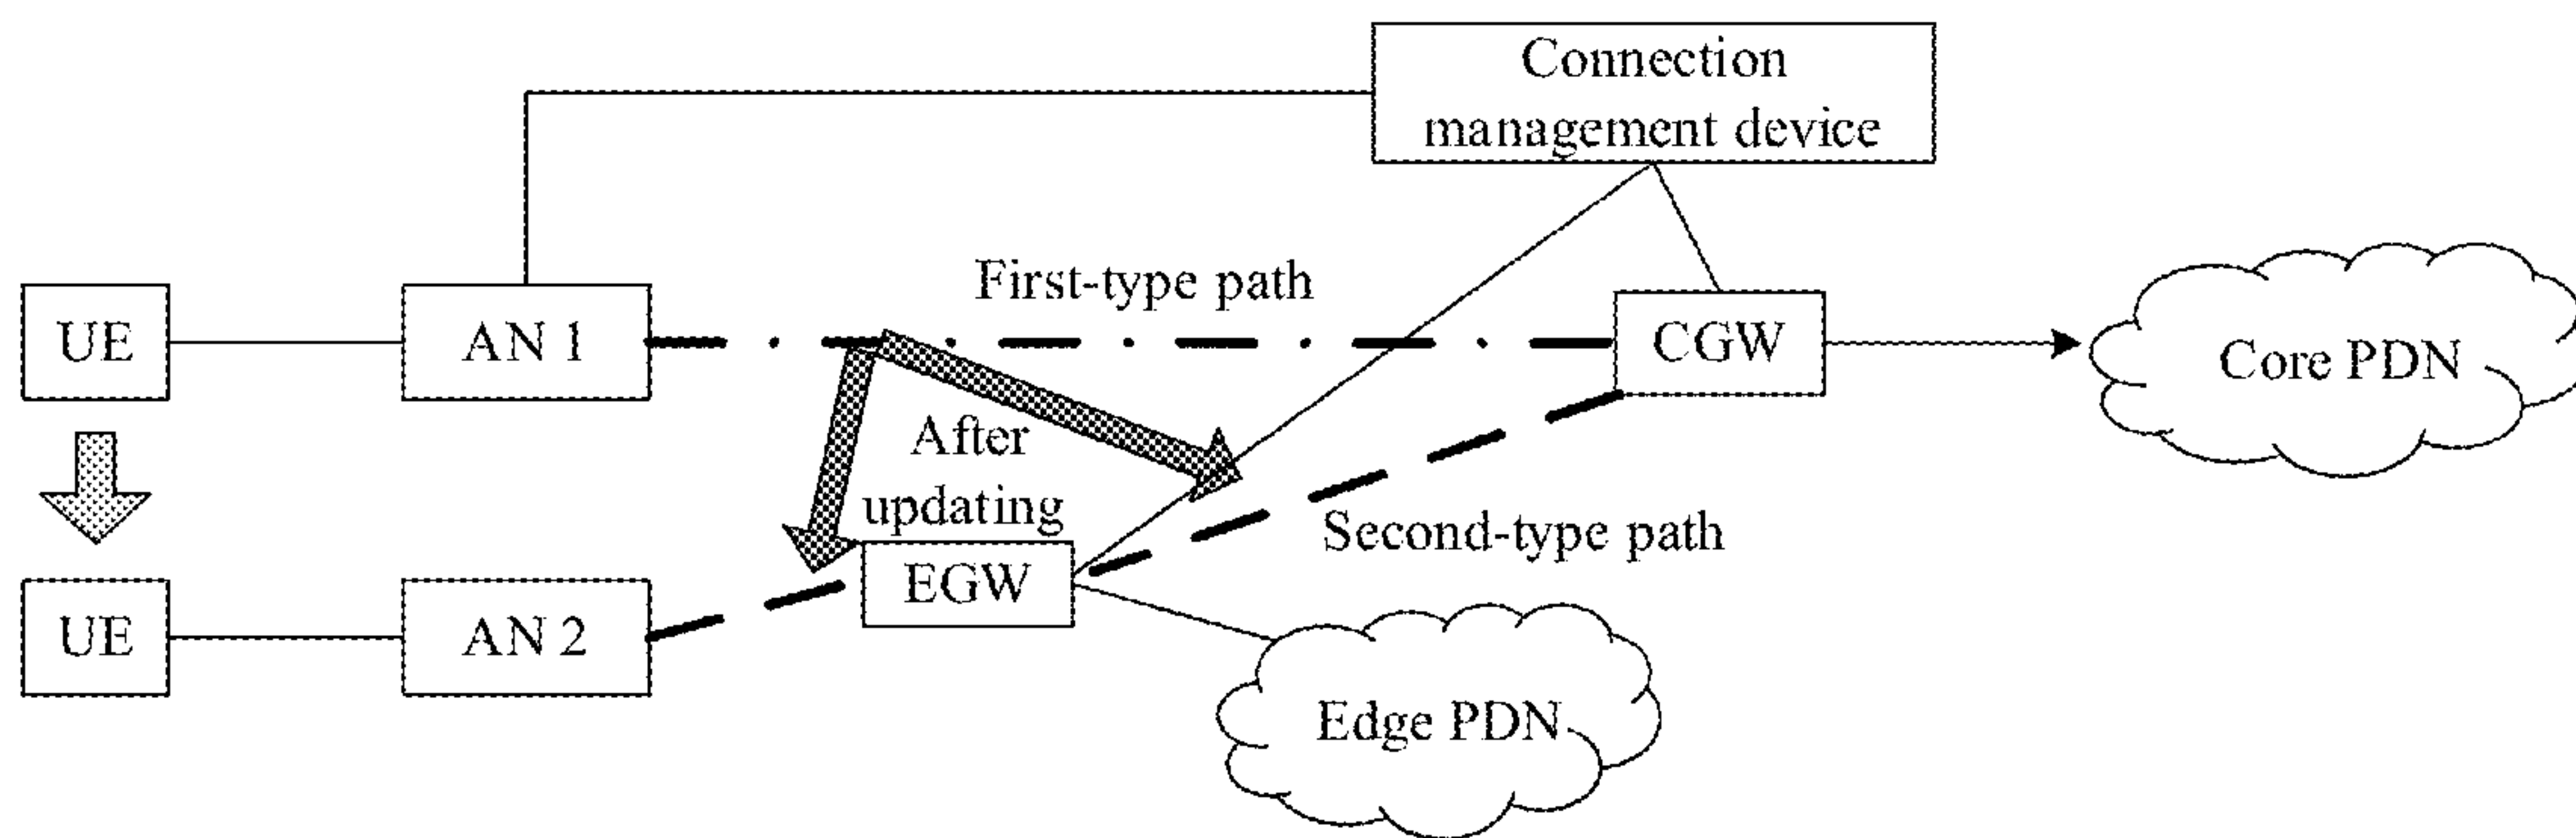 Connection
management device
First-type path
UE
AN 1
CGW
Core PDN
After
updating
Second-type path
EGW
UE
AN 2
Edge PDN